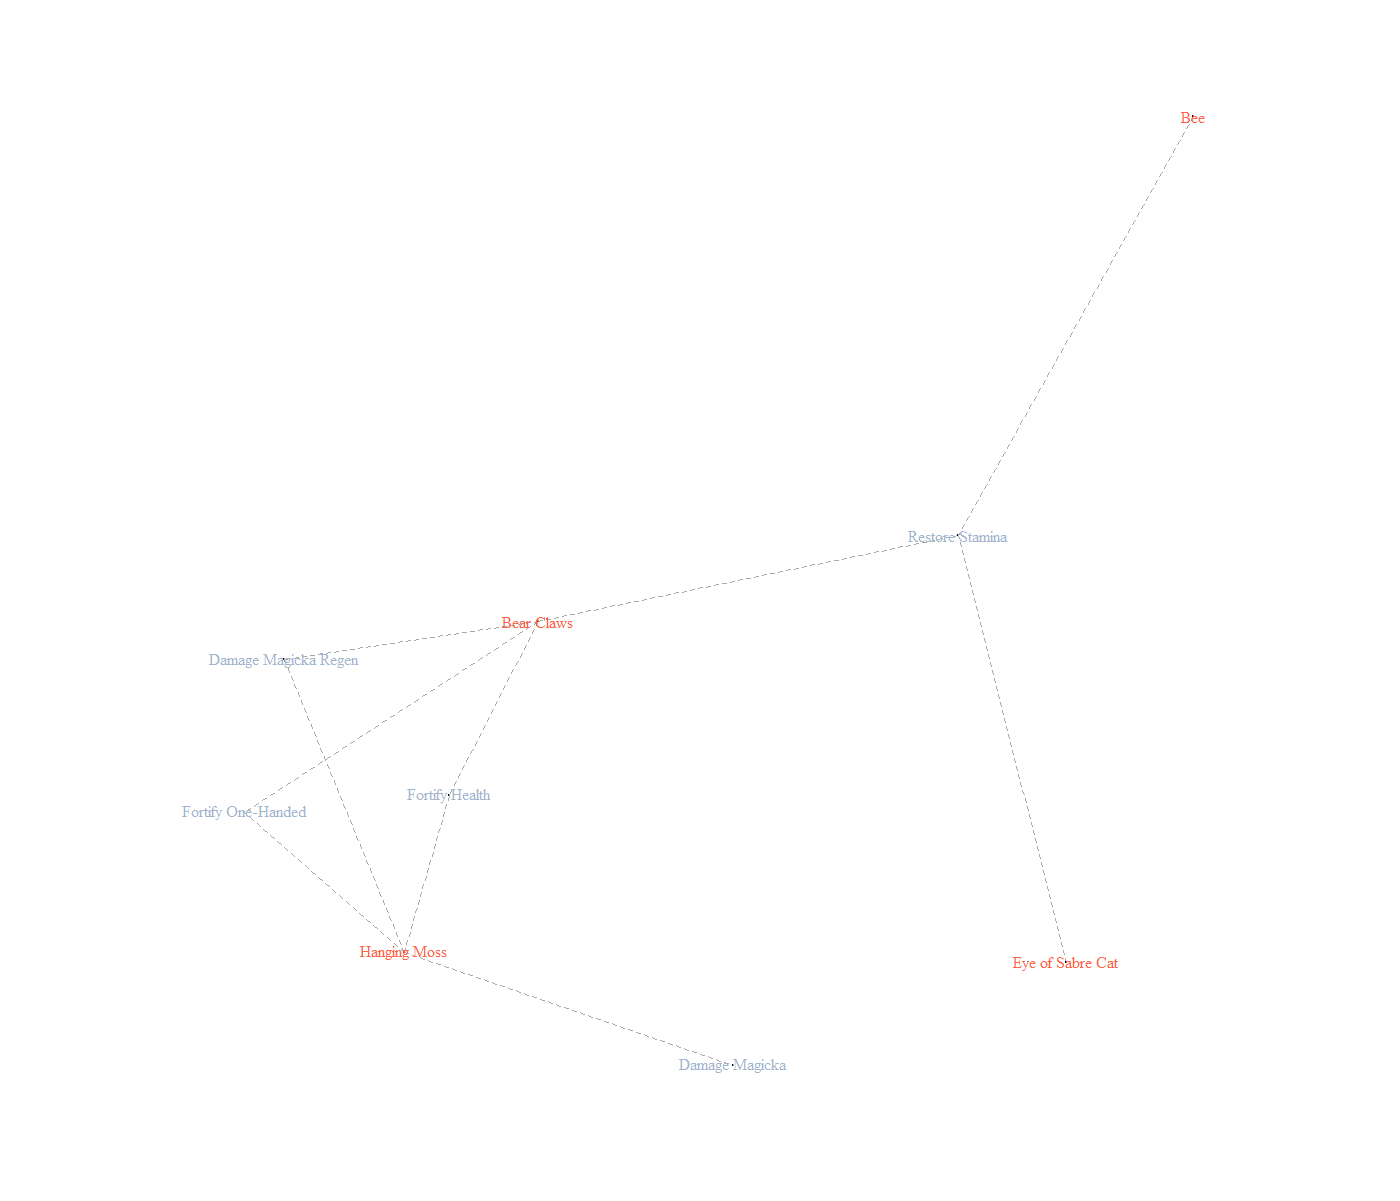 Bee
Restore Stamina
Bear Claws
Damage Magicka Regen
Fortify Health
Fortify One-Handed
Hanging Moss
Eye of Sabre Cat
Damage Magicka